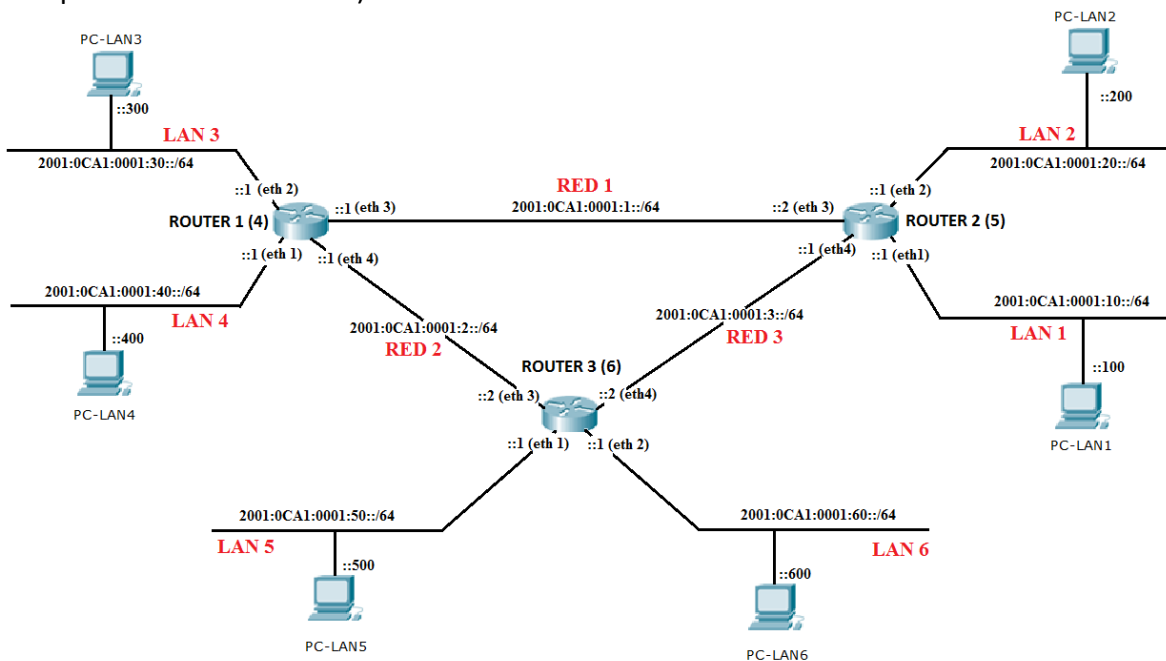 PC-LAN3
::300
LAN 3
2001:0CA1:0001:30::/64
::1 (eth 2)
ROUTER 1 (4)
::1 (eth 3)
::1 (eth 1)
::1 (eth 4)
RED 1
2001:0CA1:0001:1::/64
PC-LAN2
::200
LAN 2
2001:0CA1:0001:20::/64
::1 (eth 2)
::2 (eth 3)
ROUTER 2 (5)
::1 (eth4)
::1 (eth1)
2001:0CA1:0001:40::/64
LAN 4
::400
PC-LAN4
2001:0CA1:0001:2::/64
RED 2
2001:0CA1:0001:3::/64
RED 3
2001:0CA1:0001:10::/64
LAN 1
::100
PC-LAN1
ROUTER 3 (6)
::2 (eth 3)
::2 (eth4)
::1 (eth 1)
::1 (eth 2)
2001:0CA1:0001:50::/64
LAN 5
::500
PC-LAN5
2001:0CA1:0001:60::/64
LAN 6
::600
PC-LAN6